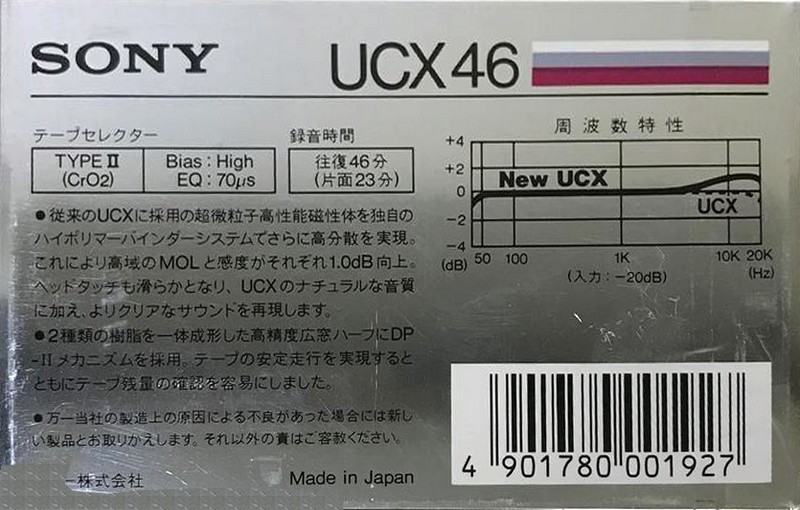 SONY
UCX46
テープセレクター
TYPE II
(CrO2)
Bias : High
EQ : 70μs
録音時間
往復46分
(片面23分)
周波数特性
+4
+2
0
−2
−4
(dB)
New UCX
UCX
50 100 1K 10K 20K
(入力:−20dB)
(Hz)
●従来のUCXに採用の超微粒子高性能磁性体を独自の
ハイポリマーバインダーシステムでさらに高分散を実現。
これにより高域のMOLと感度がそれぞれ1.0dB向上。
ヘッドタッチも滑らかとなり、UCXのナチュラルな音質
に加え、よりクリアなサウンドを再現します。
●2種類の樹脂を一体成形した高精度広窓ハーフにDP
-IIメカニズムを採用。テープの安定走行を実現すると
ともにテープ残量の確認を容易にしました。
●万一当社の製造上の原因による不良があった場合には新し
い製品とお取りかえします。それ以外の責はご容赦ください。
ー株式会社
Made in Japan
4 901780 001927